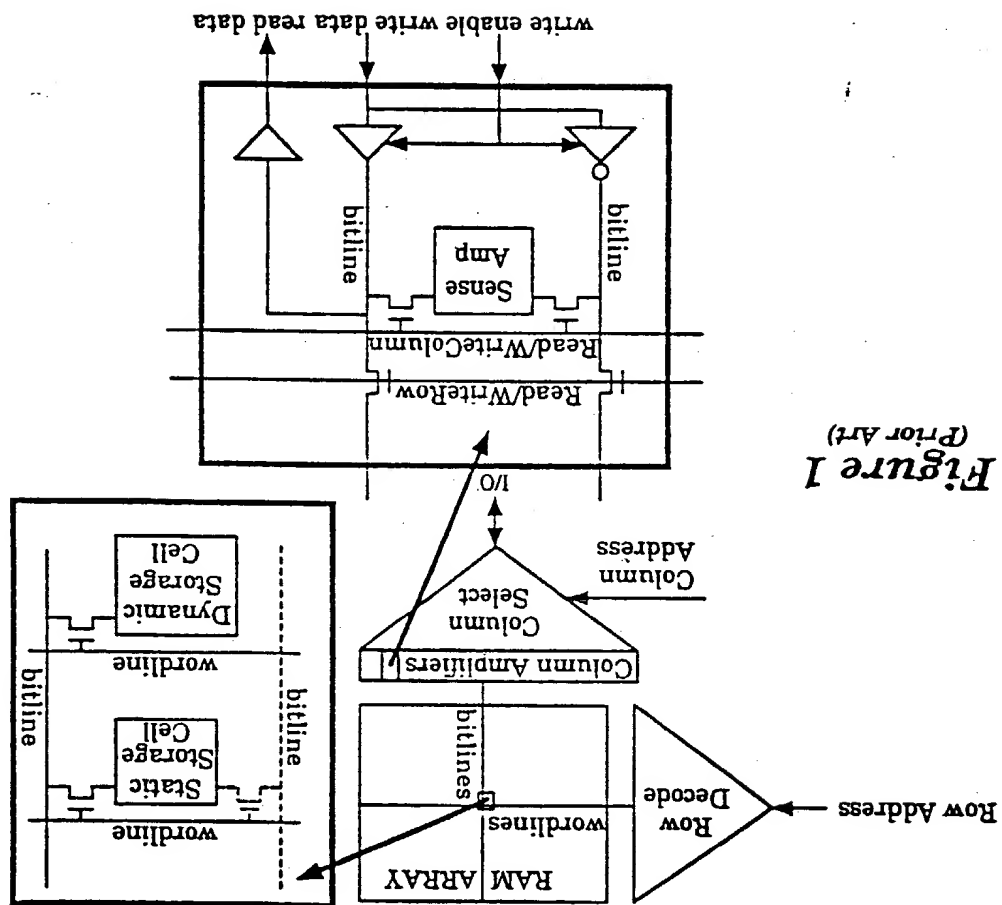 RAM ARRAY
Row Address
Row
Decode
wordlines
bitlines
Column Amplifiers
Column
Select
Column
Address
I/O
wordline
Static
Storage
Cell
bitline
bitline
wordline
Dynamic
Storage
Cell
Figure 1
(Prior Art)
Read/WriteRow
Read/WriteColumn
Sense
Amp
bitline
bitline
write enable write data read data